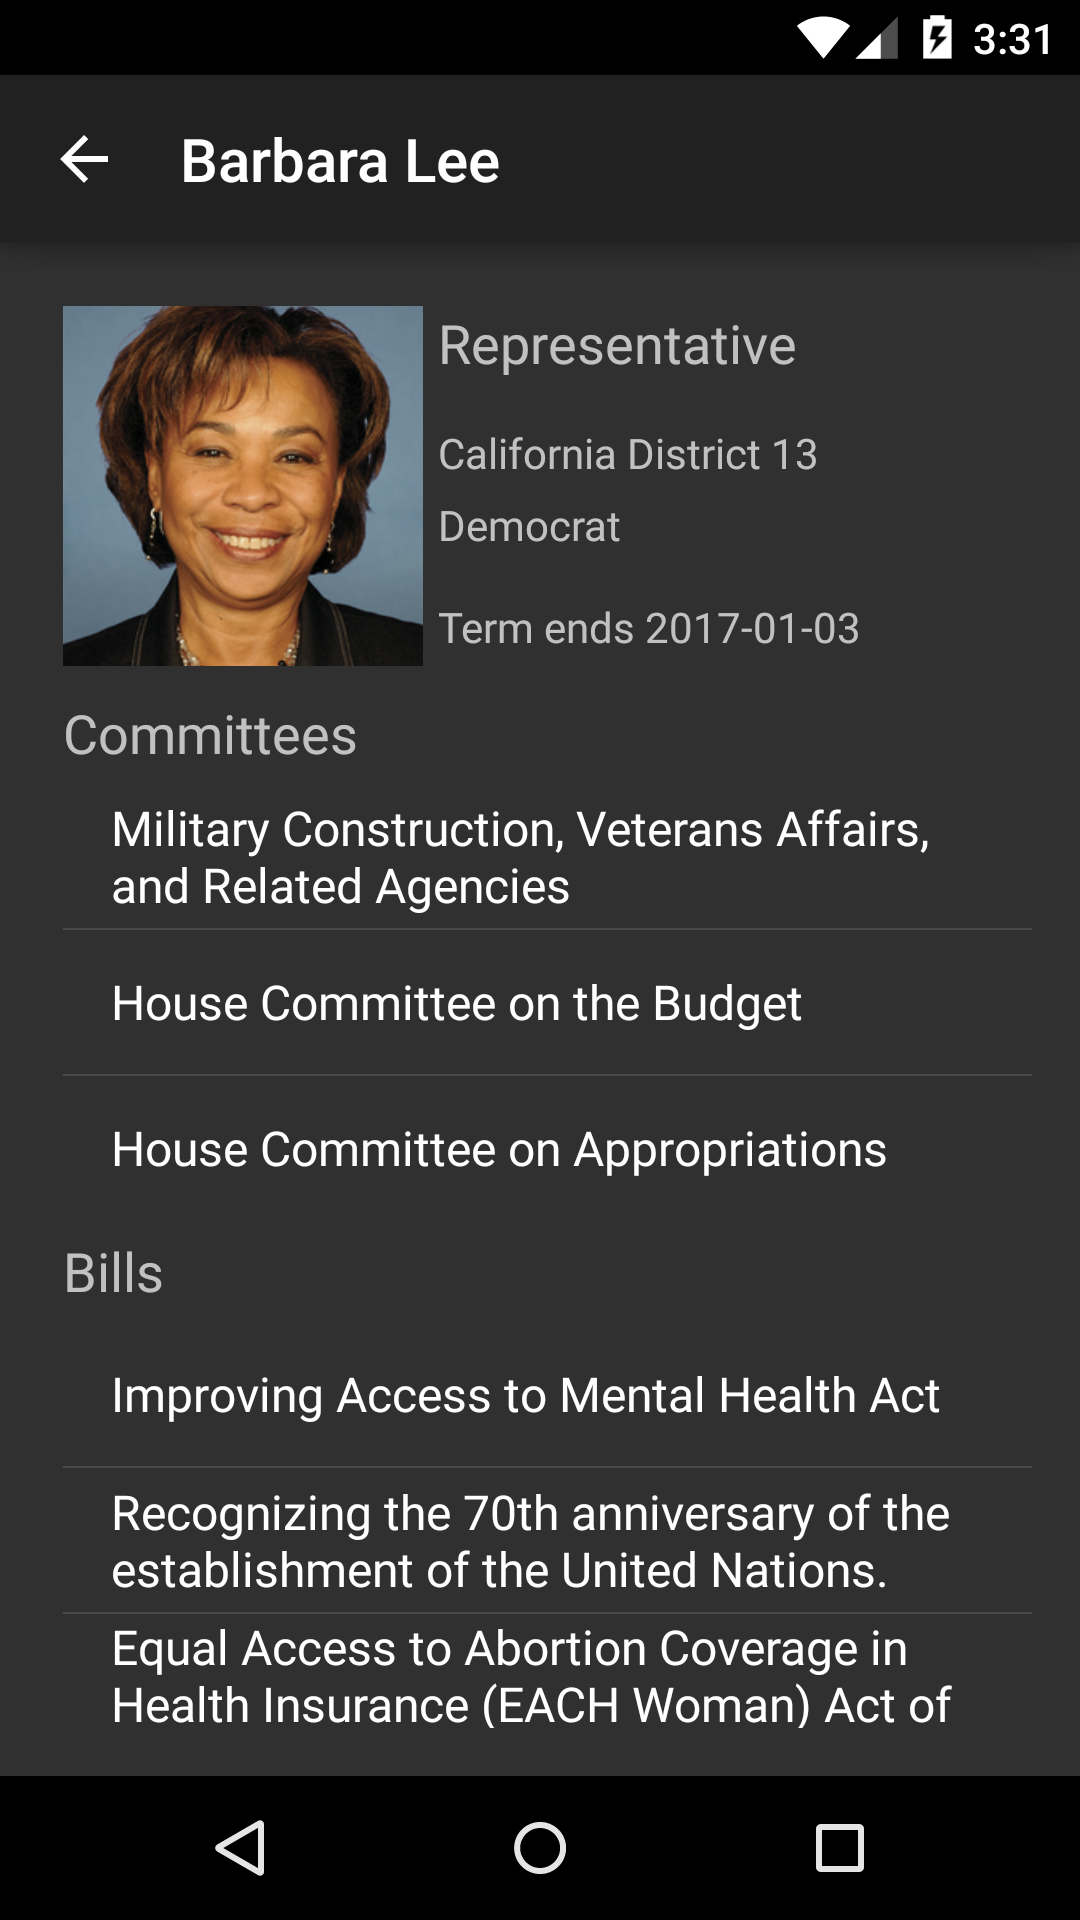 3:31
Barbara Lee
Representative
California District 13
Democrat
Term ends 2017-01-03
Committees
Military Construction, Veterans Affairs,
and Related Agencies
House Committee on the Budget
House Committee on Appropriations
Bills
Improving Access to Mental Health Act
Recognizing the 70th anniversary of the
establishment of the United Nations.
Equal Access to Abortion Coverage in
Health Insurance (EACH Woman) Act of